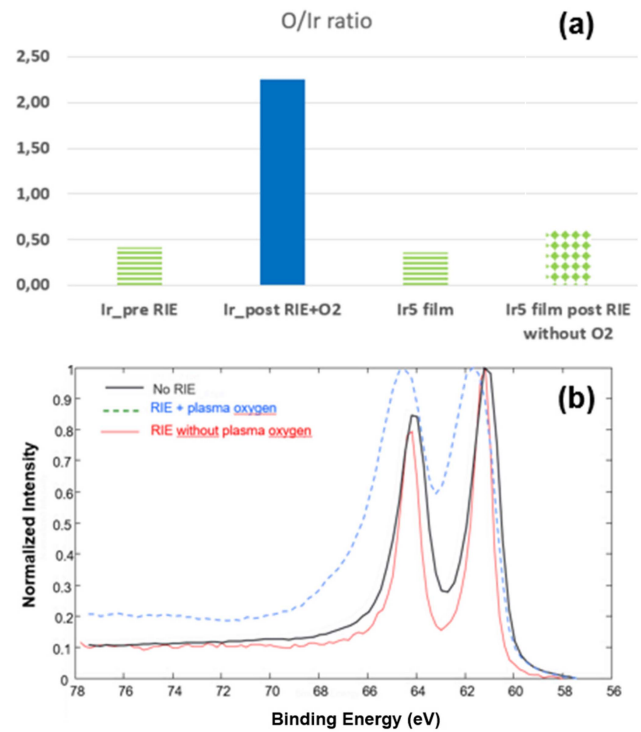 O/Ir ratio
(a)
2,50
2,00
1,50
1,00
0,50
0,00
Ir_pre RIE
Ir_post RIE+O2
Ir5 film
Ir5 film post RIE
without O2
(b)
No RIE
RIE + plasma oxygen
RIE without plasma oxygen
Normalized Intensity
1
0.9
0.8
0.7
0.6
0.5
0.4
0.3
0.2
0.1
0
78
76
74
72
70
68
66
64
62
60
58
56
Binding Energy (eV)